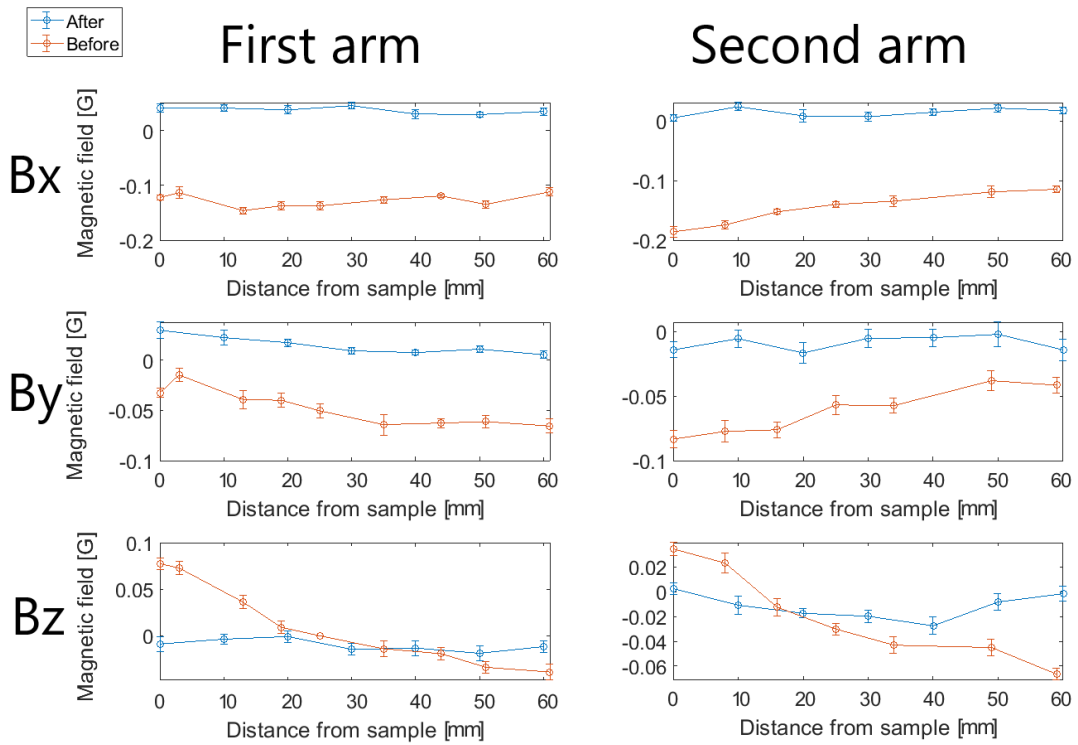 After
Before
First arm
Second arm
Bx
Magnetic field [G]
0
-0.1
-0.2
0 10 20 30 40 50 60
Distance from sample [mm]
0
-0.1
-0.2
0 10 20 30 40 50 60
Distance from sample [mm]
By
Magnetic field [G]
0
-0.05
-0.1
0 10 20 30 40 50 60
Distance from sample [mm]
0
-0.05
-0.1
0 10 20 30 40 50 60
Distance from sample [mm]
Bz
Magnetic field [G]
0.1
0.05
0
0 10 20 30 40 50 60
Distance from sample [mm]
0.02
0
-0.02
-0.04
-0.06
0 10 20 30 40 50 60
Distance from sample [mm]